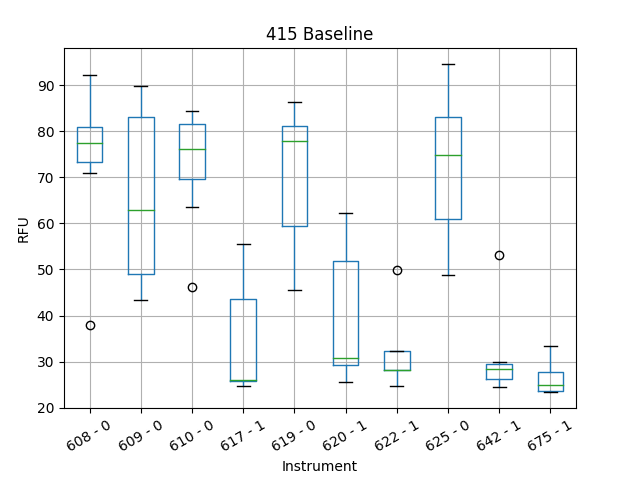 415 Baseline
90
80
70
60
50
40
30
20
RFU
608 - 0
609 - 0
610 - 0
617 - 1
619 - 0
620 - 1
622 - 1
625 - 0
642 - 1
675 - 1
Instrument